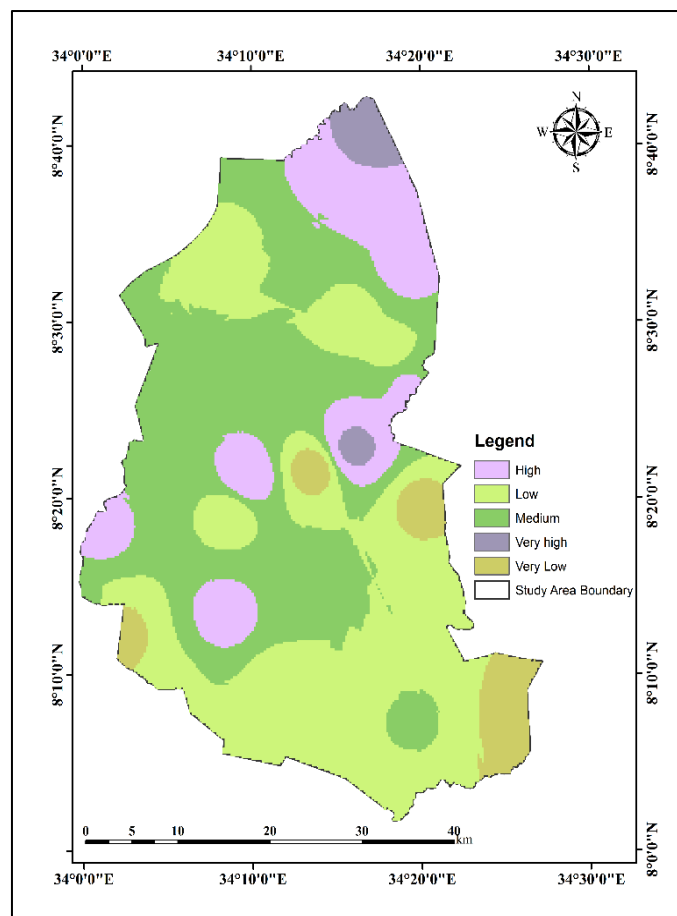 34°0'0"E 34°10'0"E 34°20'0"E 34°30'0"E
N
W E
S
8°40'0"N 8°40'0"N
8°30'0"N 8°30'0"N
Legend
High
Low
Medium
Very high
Very Low
Study Area Boundary
8°20'0"N 8°20'0"N
8°10'0"N 8°10'0"N
0 5 10 20 30 40
km
8°0'0"N
34°0'0"E 34°10'0"E 34°20'0"E 34°30'0"E